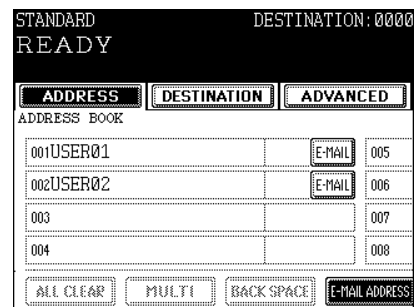 STANDARD DESTINATION:0000
READY
ADDRESS DESTINATION ADVANCED
ADDRESS BOOK
001USER01 E-MAIL 005
002USER02 E-MAIL 006
003 007
004 008
ALL CLEAR MULTI BACK SPACE E-MAIL ADDRESS